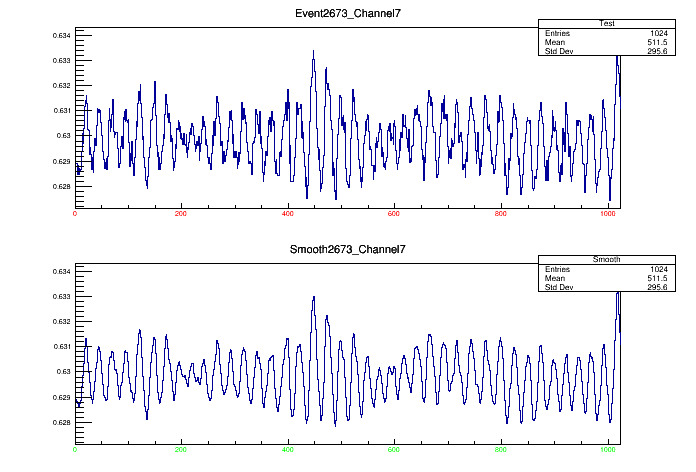 Event2673_Channel7
Test
Entries 1024
Mean 511.5
Std Dev 295.6
0.634
0.633
0.632
0.631
0.63
0.629
0.628
0 200 400 600 800 1000
Smooth2673_Channel7
Smooth
Entries 1024
Mean 511.5
Std Dev 295.6
0.634
0.633
0.632
0.631
0.63
0.629
0.628
0 200 400 600 800 1000